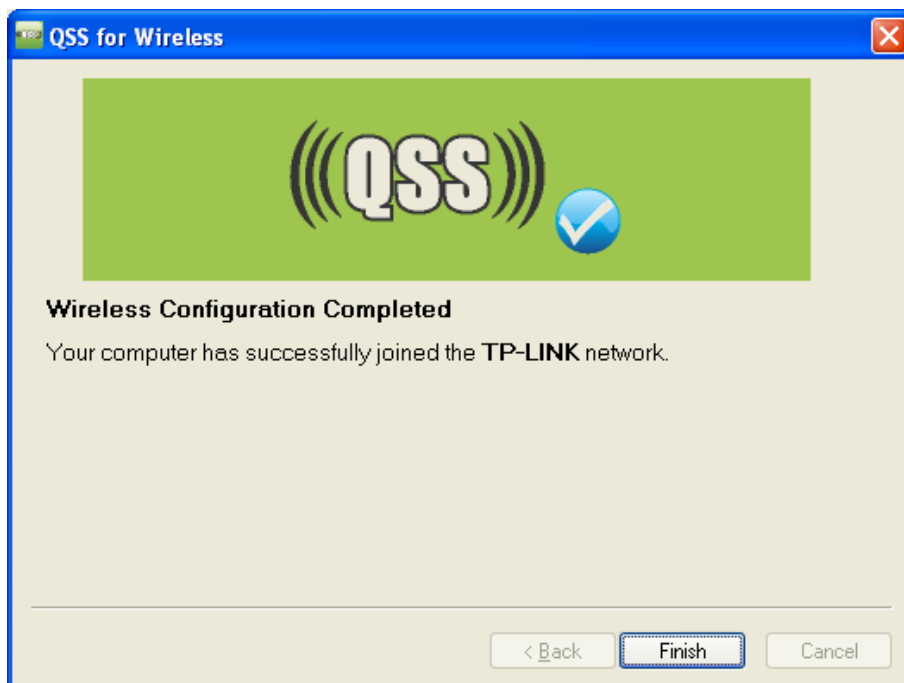 QSS for Wireless
(((QSS)))
Wireless Configuration Completed
Your computer has successfully joined the TP-LINK network.
< Back Finish Cancel